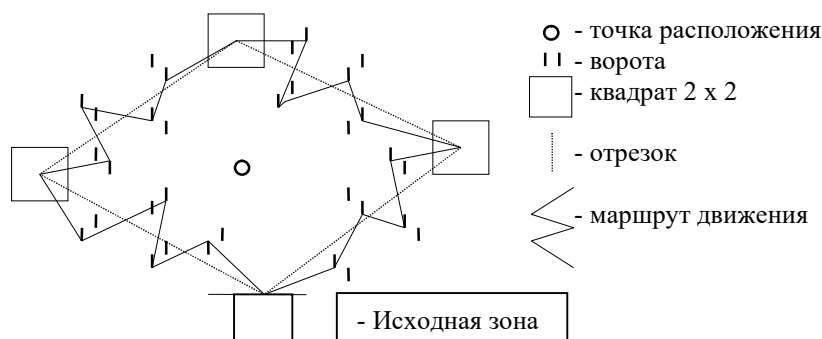 - точка расположения
- ворота
- квадрат 2 х 2
- отрезок
- маршрут движения
- Исходная зона